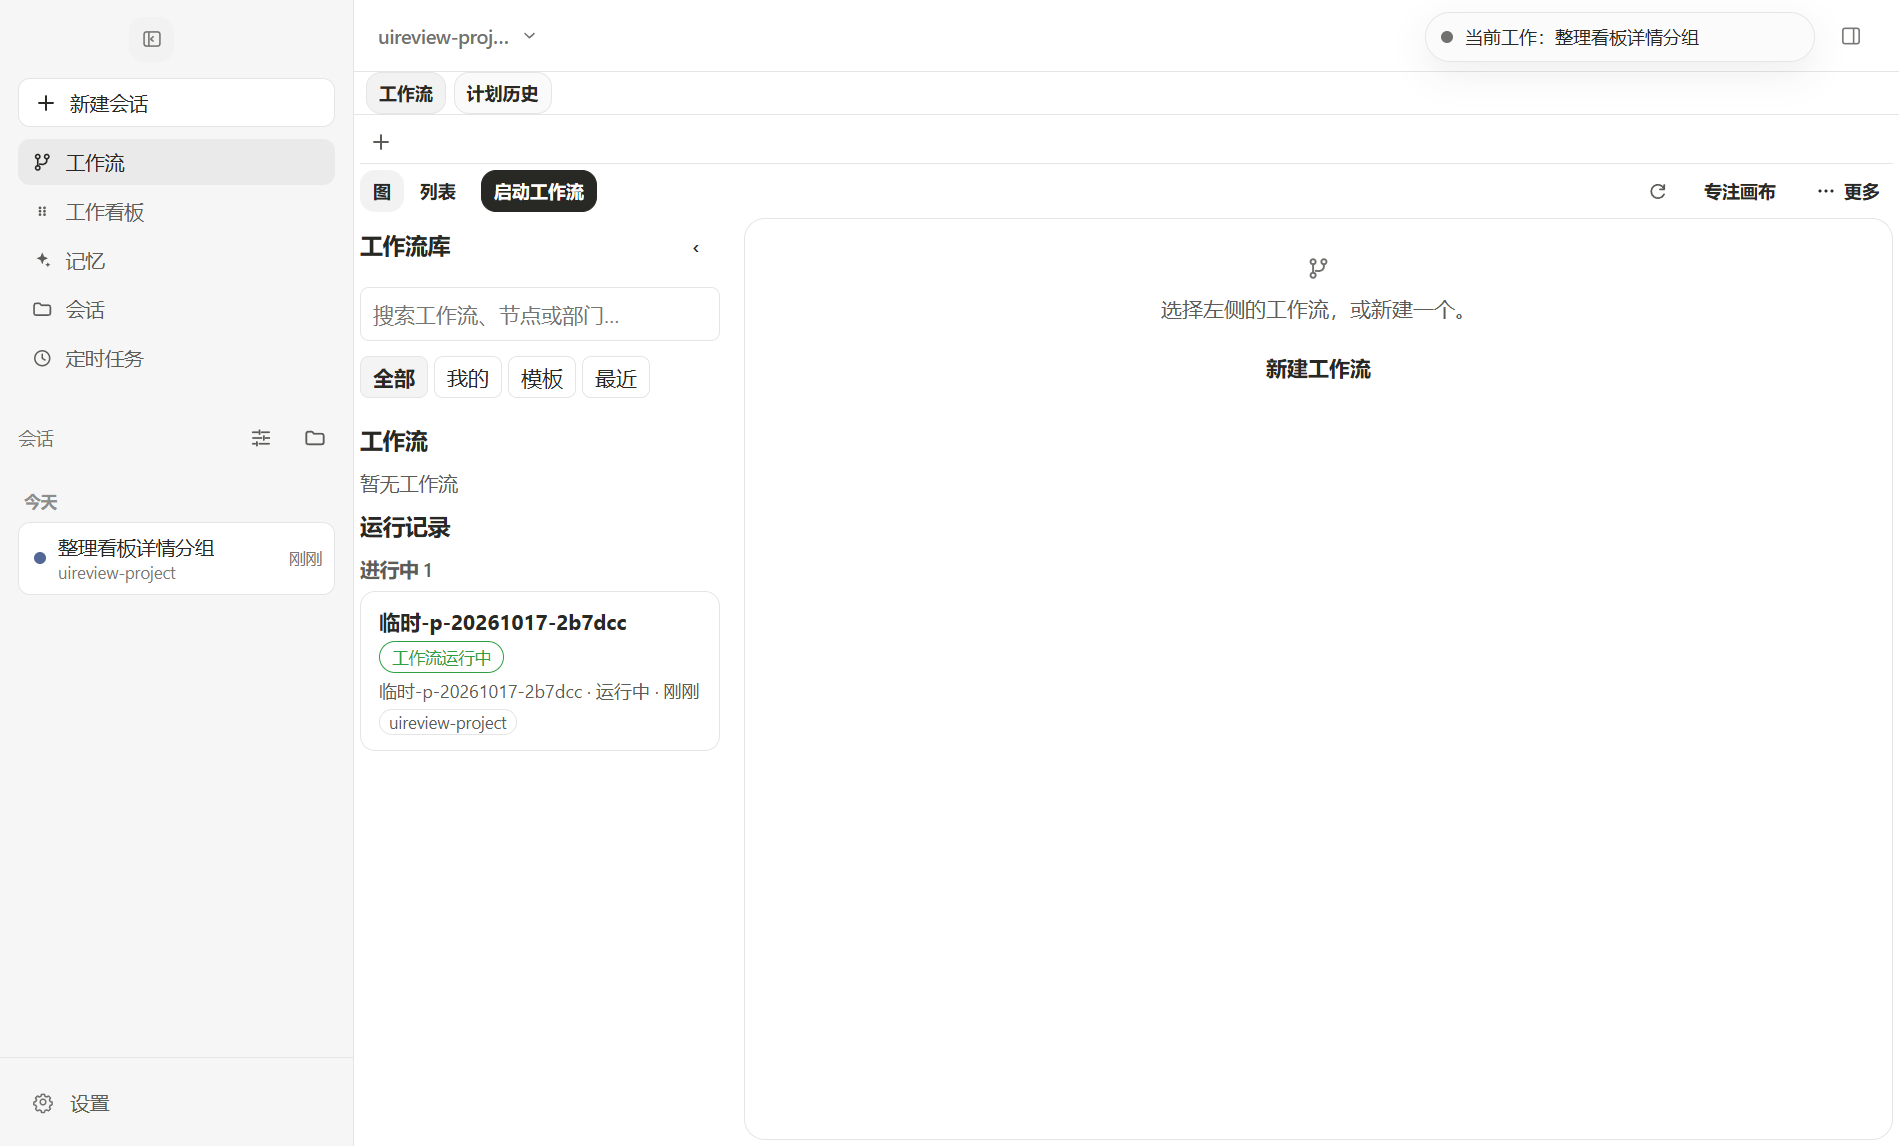 新建会话
工作流
工作看板
记忆
会话
定时任务
会话
今天
整理看板详情分组
uireview-project
刚刚
设置
uireview-proj...
当前工作：整理看板详情分组
工作流
计划历史
图
列表
启动工作流
专注画布
更多
工作流库
搜索工作流、节点或部门...
全部
我的
模板
最近
工作流
暂无工作流
运行记录
进行中 1
临时-p-20261017-2b7dcc
工作流运行中
临时-p-20261017-2b7dcc · 运行中 · 刚刚
uireview-project
选择左侧的工作流，或新建一个。
新建工作流